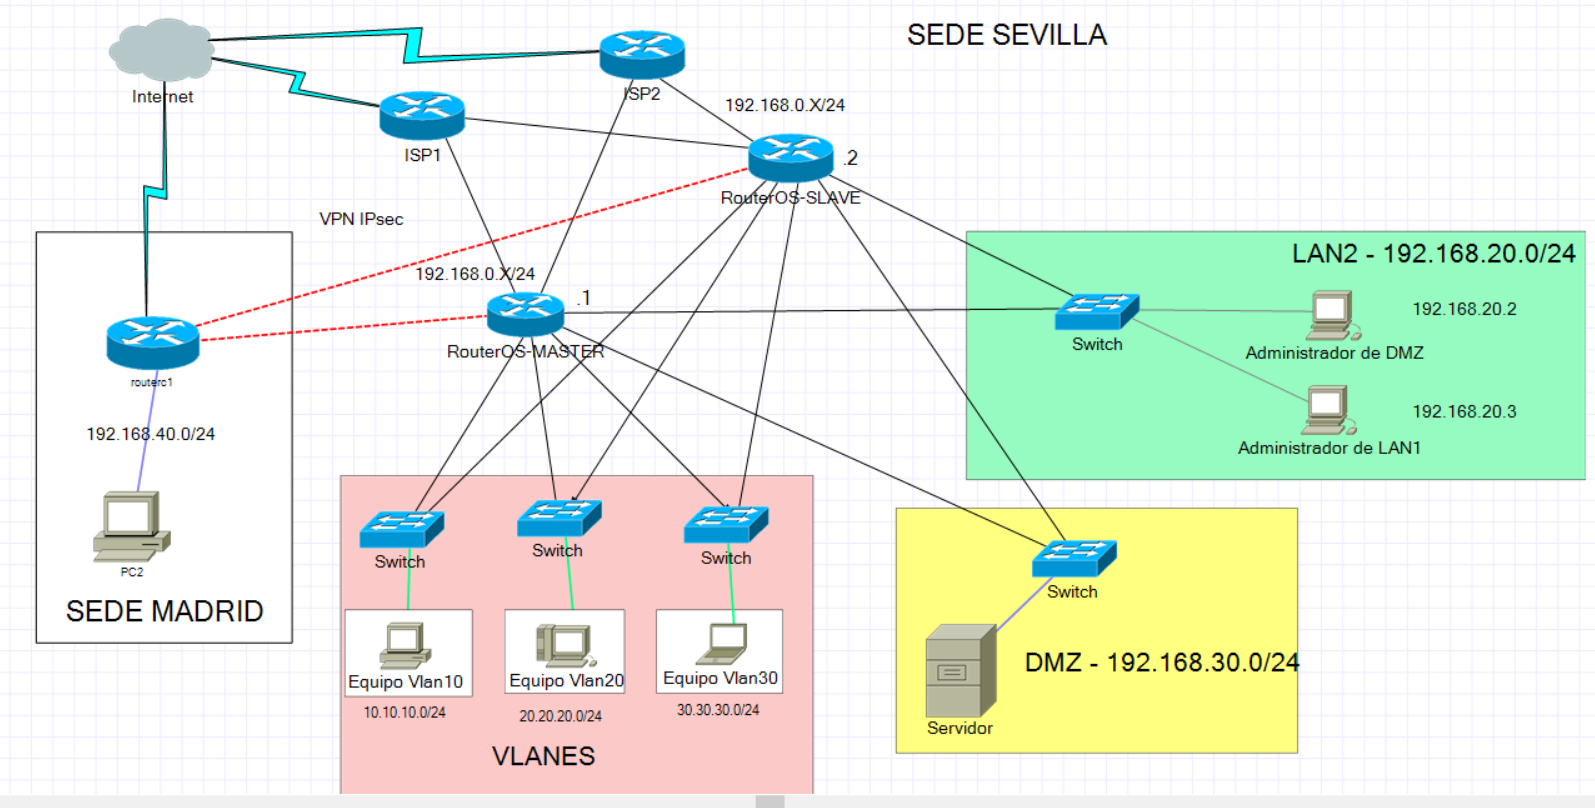 SEDE SEVILLA
Internet
ISP2
192.168.0.X/24
ISP1
.2
RouterOS-SLAVE
VPN IPsec
LAN2 - 192.168.20.0/24
192.168.0.X/24
.1
192.168.20.2
Switch
RouterOS-MASTER
Administrador de DMZ
routerc1
192.168.20.3
192.168.40.0/24
Administrador de LAN1
Switch
Switch
Switch
PC2
Switch
SEDE MADRID
DMZ - 192.168.30.0/24
Equipo Vlan10
Equipo Vlan20
Equipo Vlan30
10.10.10.0/24
20.20.20.0/24
30.30.30.0/24
Servidor
VLANES